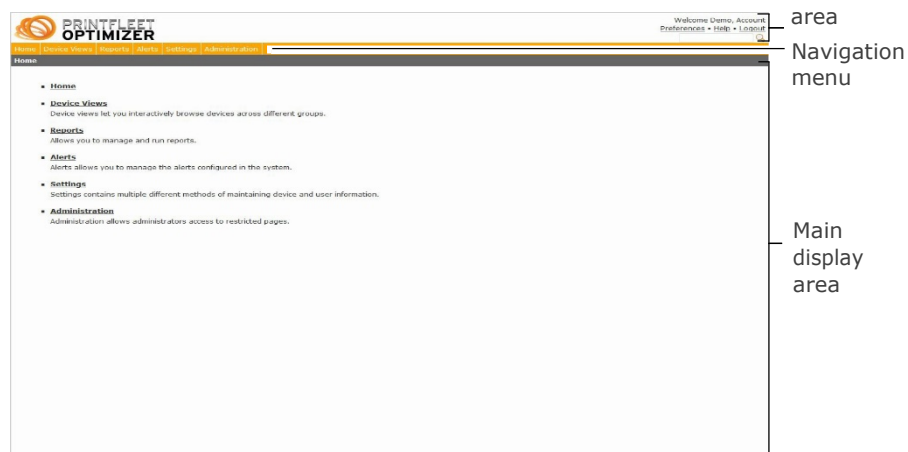 PRINTFLEET
OPTIMIZER
Welcome Demo, Account
Preferences • Help • Logout
area
Home Device Views Reports Alerts Settings Administration
Navigation
menu
Home
• Home
• Device Views
Device views let you interactively browse devices across different groups.
• Reports
Allows you to manage and run reports.
• Alerts
Alerts allows you to manage the alerts configured in the system.
• Settings
Settings contains multiple different methods of maintaining device and user information.
• Administration
Administration allows administrators access to restricted pages.
Main
display
area